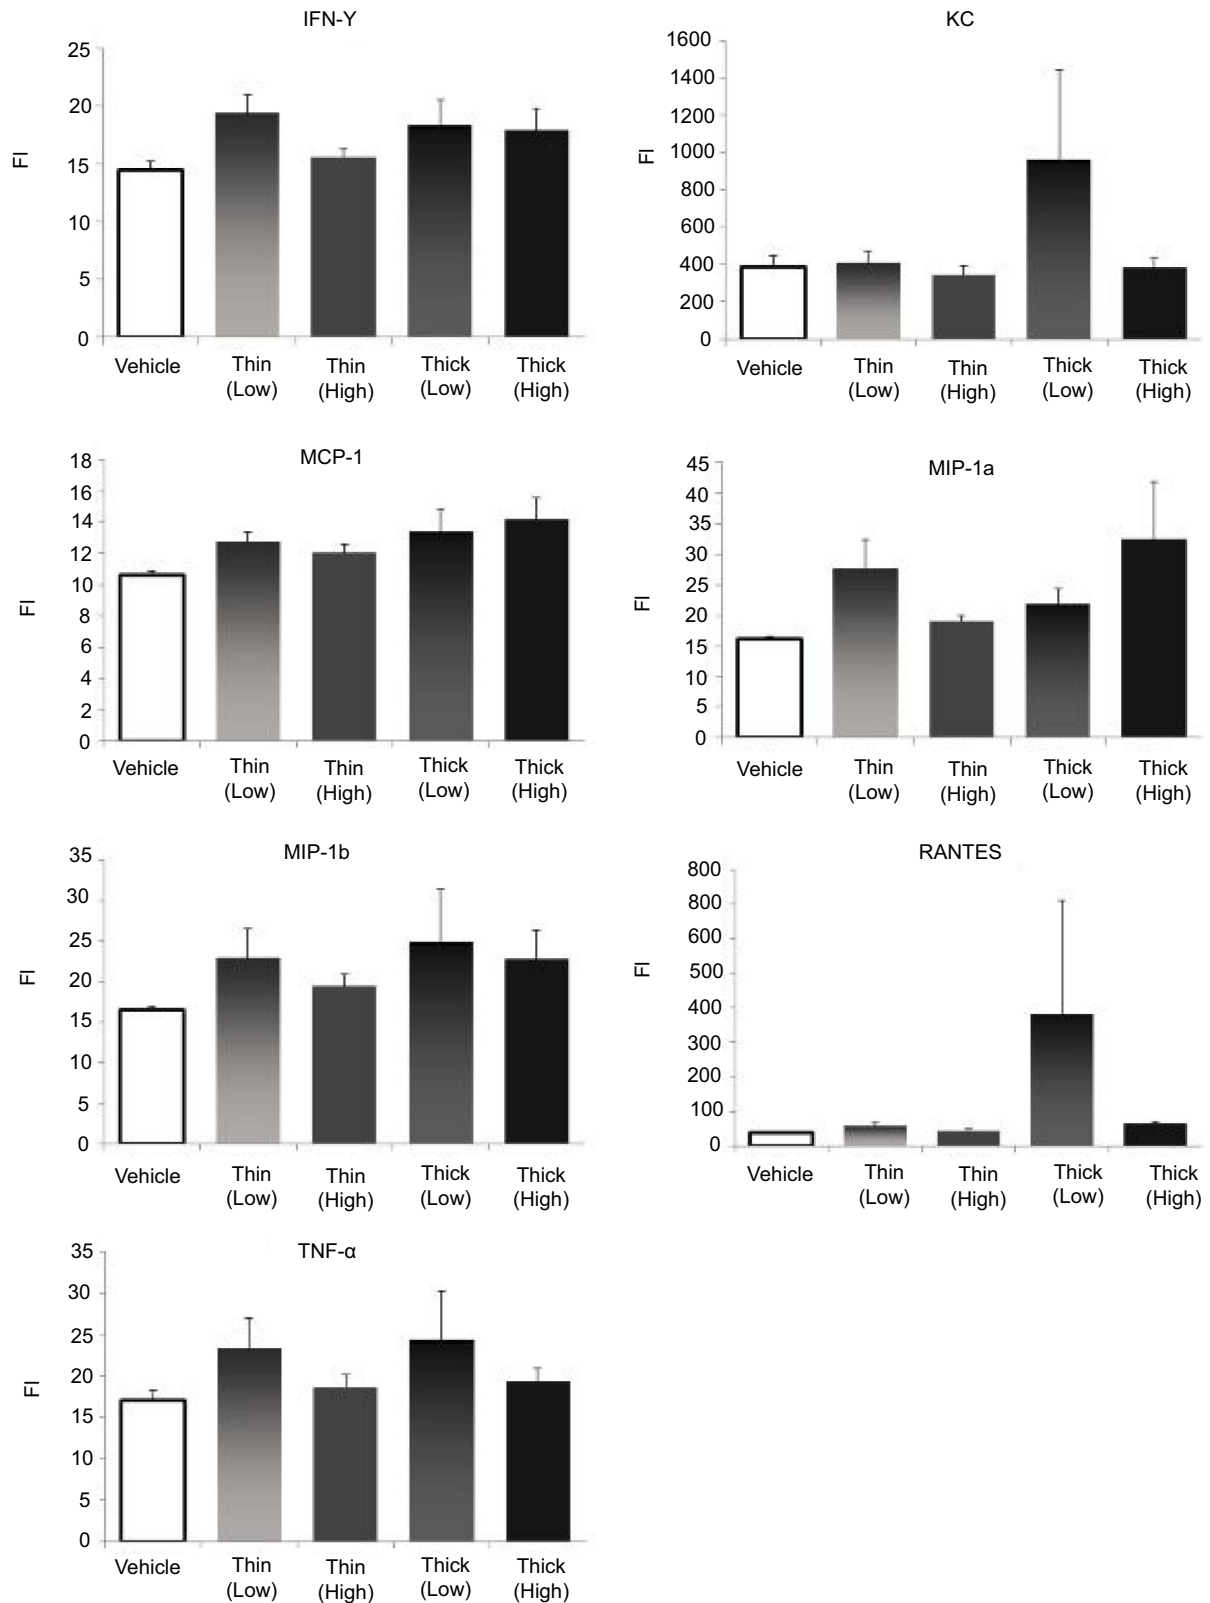 IFN-Y
25
20
15
10
5
0
FI
Vehicle
Thin
(Low)
Thin
(High)
Thick
(Low)
Thick
(High)
KC
1600
1400
1200
1000
800
600
400
200
0
FI
Vehicle
Thin
(Low)
Thin
(High)
Thick
(Low)
Thick
(High)
MCP-1
18
16
14
12
10
8
6
4
2
0
FI
Vehicle
Thin
(Low)
Thin
(High)
Thick
(Low)
Thick
(High)
MIP-1a
45
40
35
30
25
20
15
10
5
0
FI
Vehicle
Thin
(Low)
Thin
(High)
Thick
(Low)
Thick
(High)
MIP-1b
35
30
25
20
15
10
5
0
FI
Vehicle
Thin
(Low)
Thin
(High)
Thick
(Low)
Thick
(High)
RANTES
800
800
600
500
400
300
200
100
0
FI
Vehicle
Thin
(Low)
Thin
(High)
Thick
(Low)
Thick
(High)
TNF-α
35
30
25
20
15
10
5
0
FI
Vehicle
Thin
(Low)
Thin
(High)
Thick
(Low)
Thick
(High)